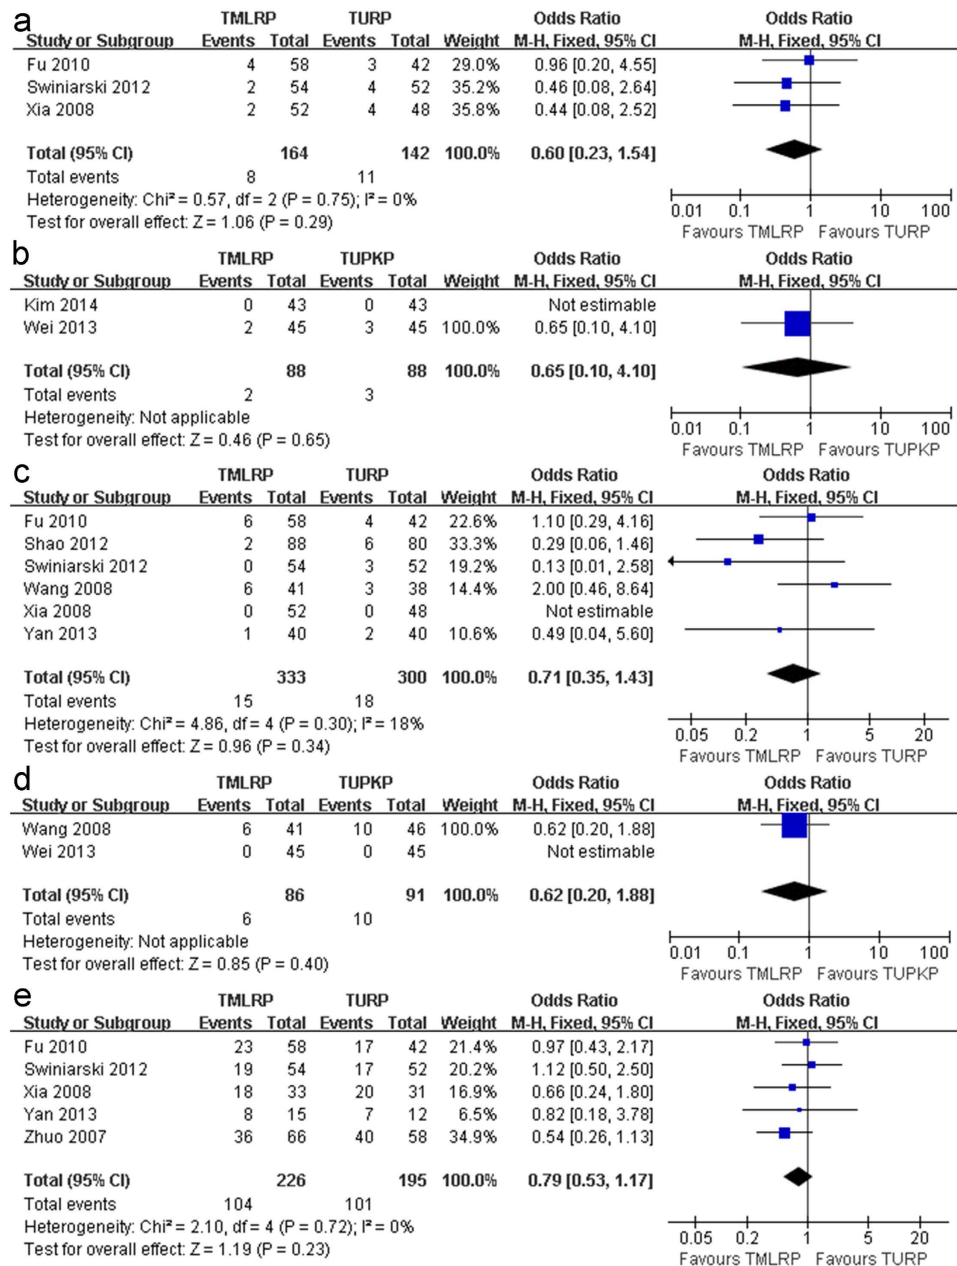 a
TMLRP TURP Odds Ratio Odds Ratio
Study or Subgroup Events Total Events Total Weight M-H, Fixed, 95% CI M-H, Fixed, 95% CI
Fu 2010 4 58 3 42 29.0% 0.96 [0.20, 4.55]
Swiniarski 2012 2 54 4 52 35.2% 0.46 [0.08, 2.64]
Xia 2008 2 52 4 48 35.8% 0.44 [0.08, 2.52]
Total (95% CI) 164 142 100.0% 0.60 [0.23, 1.54]
Total events 8 11
Heterogeneity: Chi² = 0.57, df = 2 (P = 0.75); I² = 0%
Test for overall effect: Z = 1.06 (P = 0.29)
0.01 0.1 1 10 100
Favours TMLRP Favours TURP
b
TMLRP TUPKP Odds Ratio Odds Ratio
Study or Subgroup Events Total Events Total Weight M-H, Fixed, 95% CI M-H, Fixed, 95% CI
Kim 2014 0 43 0 43 Not estimable
Wei 2013 2 45 3 45 100.0% 0.65 [0.10, 4.10]
Total (95% CI) 88 88 100.0% 0.65 [0.10, 4.10]
Total events 2 3
Heterogeneity: Not applicable
Test for overall effect: Z = 0.46 (P = 0.65)
0.01 0.1 1 10 100
Favours TMLRP Favours TUPKP
c
TMLRP TURP Odds Ratio Odds Ratio
Study or Subgroup Events Total Events Total Weight M-H, Fixed, 95% CI M-H, Fixed, 95% CI
Fu 2010 6 58 4 42 22.6% 1.10 [0.29, 4.16]
Shao 2012 2 88 6 80 33.3% 0.29 [0.06, 1.46]
Swiniarski 2012 0 54 3 52 19.2% 0.13 [0.01, 2.58]
Wang 2008 6 41 3 38 14.4% 2.00 [0.46, 8.64]
Xia 2008 0 52 0 48 Not estimable
Yan 2013 1 40 2 40 10.6% 0.49 [0.04, 5.60]
Total (95% CI) 333 300 100.0% 0.71 [0.35, 1.43]
Total events 15 18
Heterogeneity: Chi² = 4.86, df = 4 (P = 0.30); I² = 18%
Test for overall effect: Z = 0.96 (P = 0.34)
0.05 0.2 1 5 20
Favours TMLRP Favours TURP
d
TMLRP TUPKP Odds Ratio Odds Ratio
Study or Subgroup Events Total Events Total Weight M-H, Fixed, 95% CI M-H, Fixed, 95% CI
Wang 2008 6 41 10 46 100.0% 0.62 [0.20, 1.88]
Wei 2013 0 45 0 45 Not estimable
Total (95% CI) 86 91 100.0% 0.62 [0.20, 1.88]
Total events 6 10
Heterogeneity: Not applicable
Test for overall effect: Z = 0.85 (P = 0.40)
0.01 0.1 1 10 100
Favours TMLRP Favours TUPKP
e
TMLRP TURP Odds Ratio Odds Ratio
Study or Subgroup Events Total Events Total Weight M-H, Fixed, 95% CI M-H, Fixed, 95% CI
Fu 2010 23 58 17 42 21.4% 0.97 [0.43, 2.17]
Swiniarski 2012 19 54 17 52 20.2% 1.12 [0.50, 2.50]
Xia 2008 18 33 20 31 16.9% 0.66 [0.24, 1.80]
Yan 2013 8 15 7 12 6.5% 0.82 [0.18, 3.78]
Zhuo 2007 36 66 40 58 34.9% 0.54 [0.26, 1.13]
Total (95% CI) 226 195 100.0% 0.79 [0.53, 1.17]
Total events 104 101
Heterogeneity: Chi² = 2.10, df = 4 (P = 0.72); I² = 0%
Test for overall effect: Z = 1.19 (P = 0.23)
0.05 0.2 1 5 20
Favours TMLRP Favours TURP